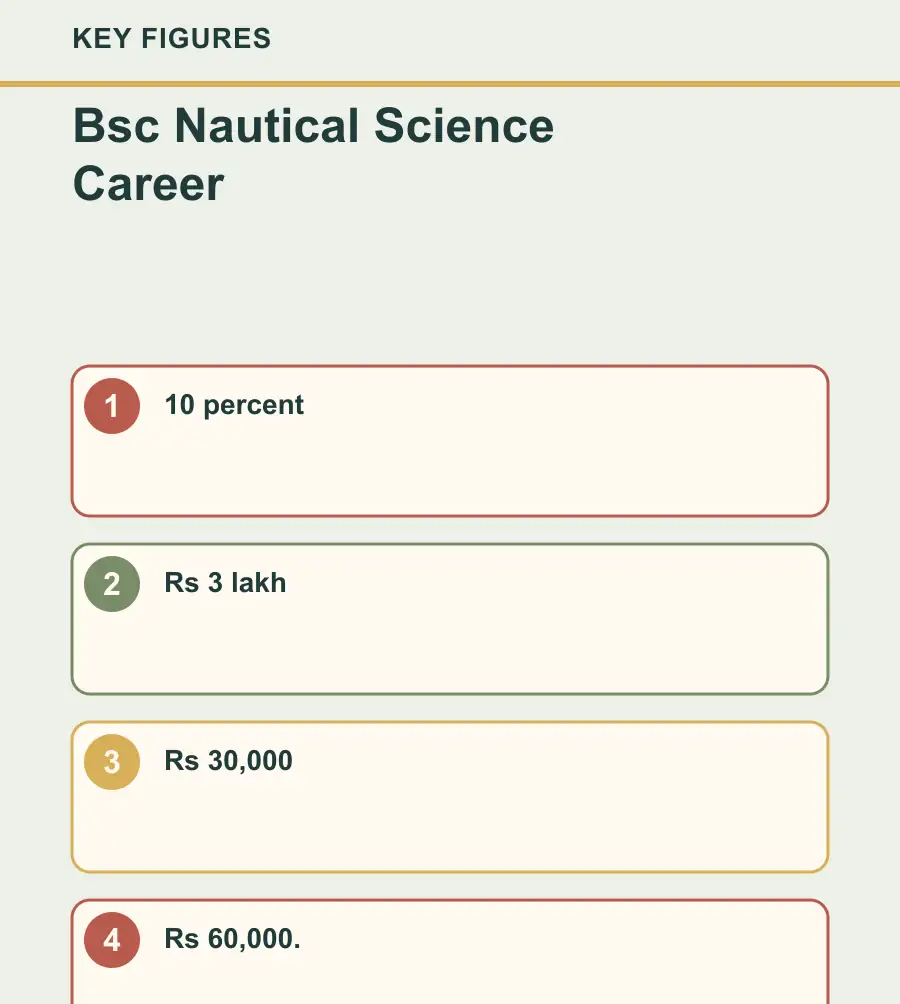 KEY FIGURES
Bsc Nautical Science
Career
1 10 percent
2 Rs 3 lakh
3 Rs 30,000
4 Rs 60,000.